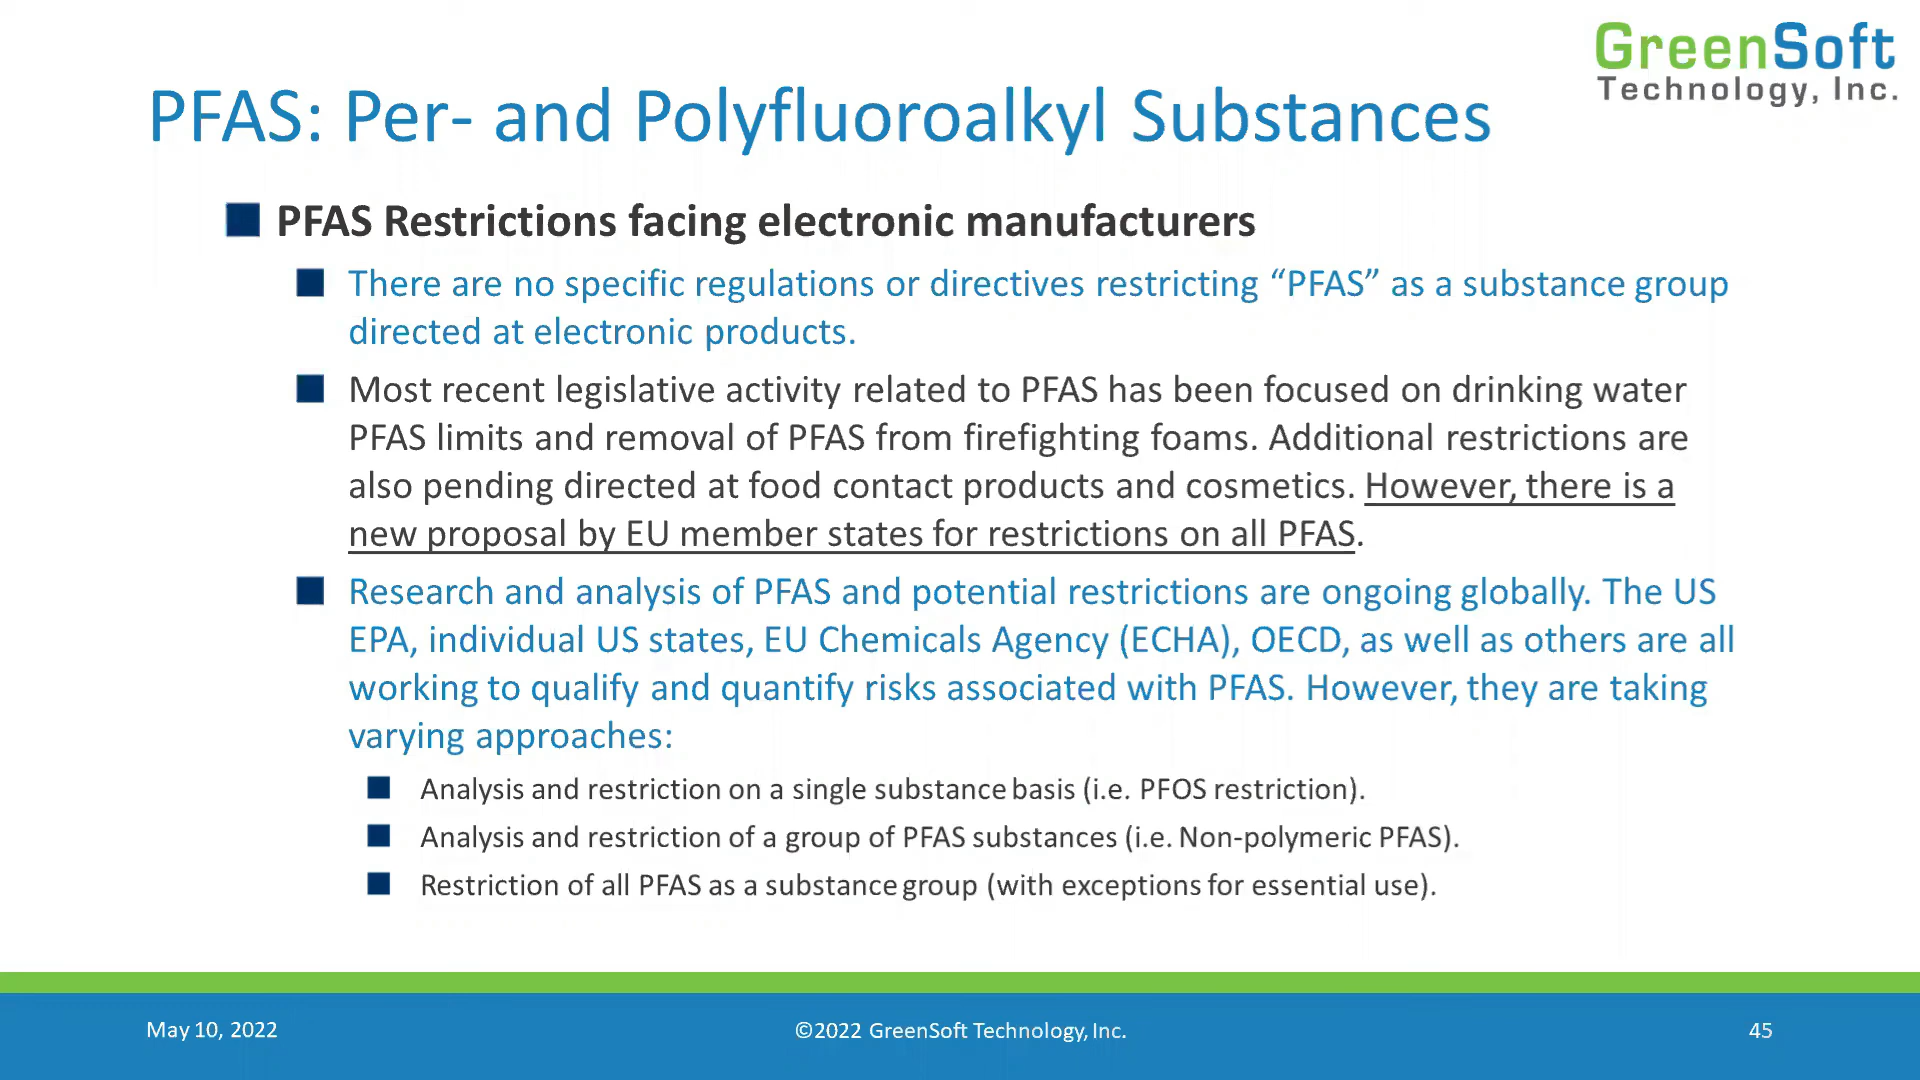 GreenSoft
Technology, Inc.
PFAS: Per- and Polyfluoroalkyl Substances
PFAS Restrictions facing electronic manufacturers
There are no specific regulations or directives restricting “PFAS” as a substance group
directed at electronic products.
Most recent legislative activity related to PFAS has been focused on drinking water
PFAS limits and removal of PFAS from firefighting foams. Additional restrictions are
also pending directed at food contact products and cosmetics. However, there is a
new proposal by EU member states for restrictions on all PFAS.
Research and analysis of PFAS and potential restrictions are ongoing globally. The US
EPA, individual US states, EU Chemicals Agency (ECHA), OECD, as well as others are all
working to qualify and quantify risks associated with PFAS. However, they are taking
varying approaches:
Analysis and restriction on a single substance basis (i.e. PFOS restriction).
Analysis and restriction of a group of PFAS substances (i.e. Non-polymeric PFAS).
Restriction of all PFAS as a substance group (with exceptions for essential use).
May 10, 2022
©2022 GreenSoft Technology, Inc.
45